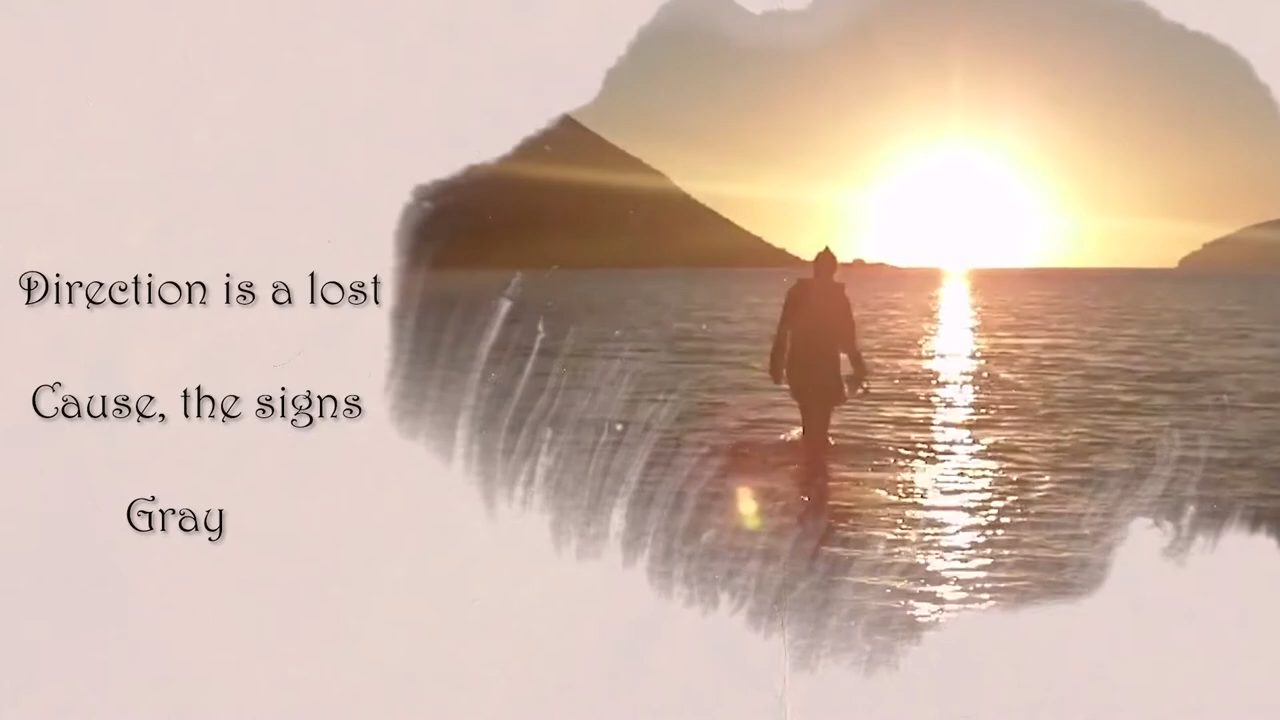 Direction is a lost
Cause, the signs
Gray